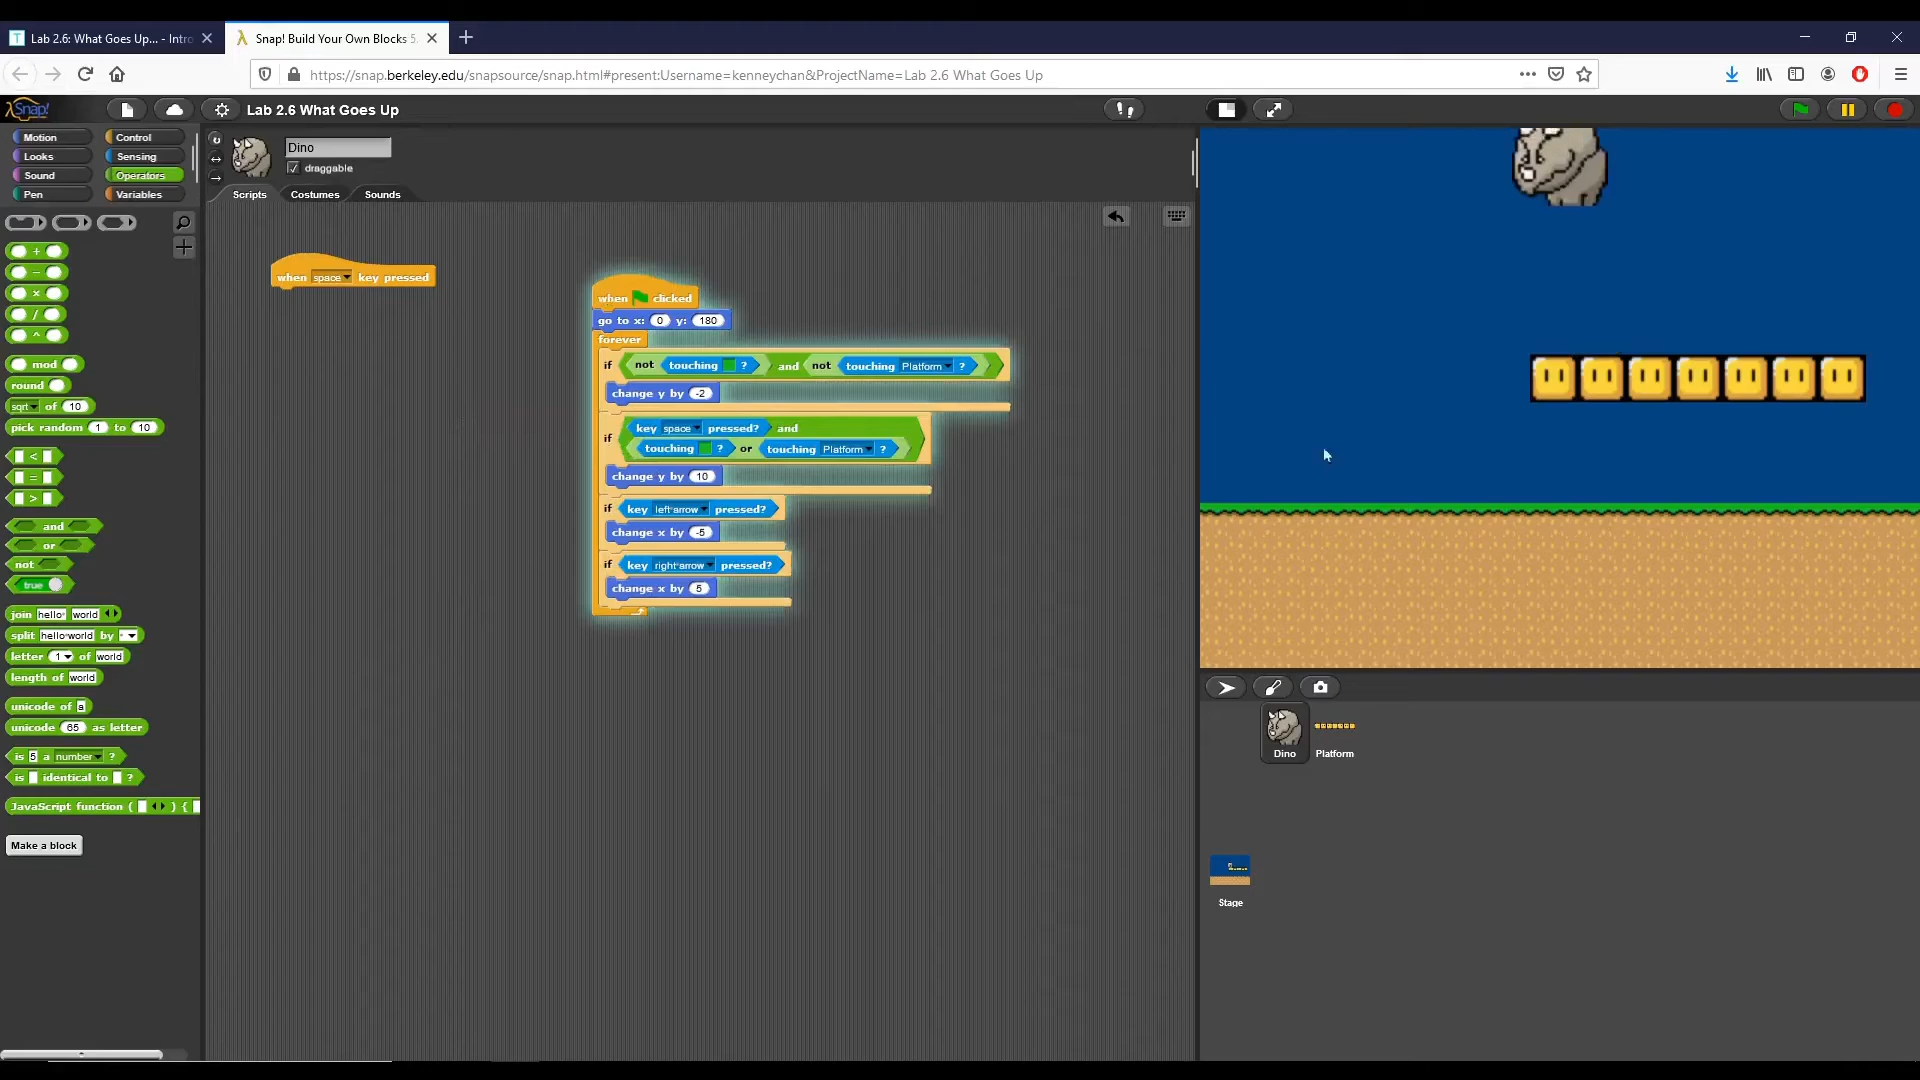 Lab 2.6: What Goes Up... - Intro
Snap! Build Your Own Blocks 5.
https://snap.berkeley.edu/snapsource/snap.html#present:Username=kenneychan&ProjectName=Lab 2.6 What Goes Up
Snap!
Lab 2.6 What Goes Up
Motion
Control
Looks
Sensing
Sound
Operators
Pen
Variables
Dino
draggable
Scripts
Costumes
Sounds
+
−
×
/
^
mod
round
sqrt of 10
pick random 1 to 10
<
=
>
and
or
not
true
join hello world
split hello world by
letter 1 of world
length of world
unicode of a
unicode 65 as letter
is 5 a number ?
is identical to ?
JavaScript function ( ) {
Make a block
when space key pressed
when clicked
go to x: 0 y: 180
forever
if not touching ? and not touching Platform ?
change y by -2
if key space pressed? and
touching ? or touching Platform ?
change y by 10
if key left arrow pressed?
change x by -5
if key right arrow pressed?
change x by 5
Dino
Platform
Stage